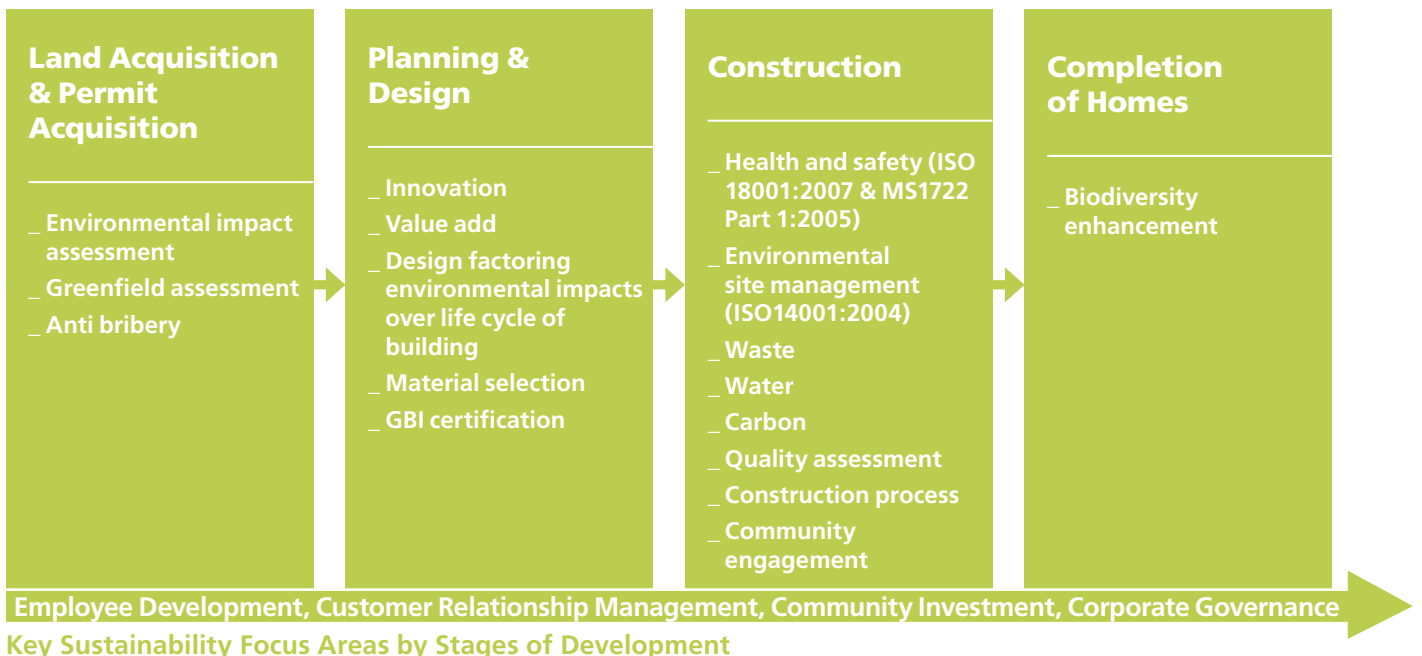 Land Acquisition
& Permit
Acquisition
_ Environmental impact
assessment
_ Greenfield assessment
_ Anti bribery
Planning &
Design
_ Innovation
_ Value add
_ Design factoring
environmental impacts
over life cycle of
building
_ Material selection
_ GBI certification
Construction
_ Health and safety (ISO
18001:2007 & MS1722
Part 1:2005)
_ Environmental
site management
(ISO14001:2004)
_ Waste
_ Water
_ Carbon
_ Quality assessment
_ Construction process
_ Community
engagement
Completion
of Homes
_ Biodiversity
enhancement
Employee Development, Customer Relationship Management, Community Investment, Corporate Governance
Key Sustainability Focus Areas by Stages of Development